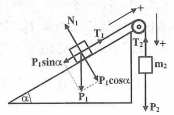 N₁
T₁
+
P₁sinα
T₂
+
m₂
P₁cosα
α
P₁
P₂